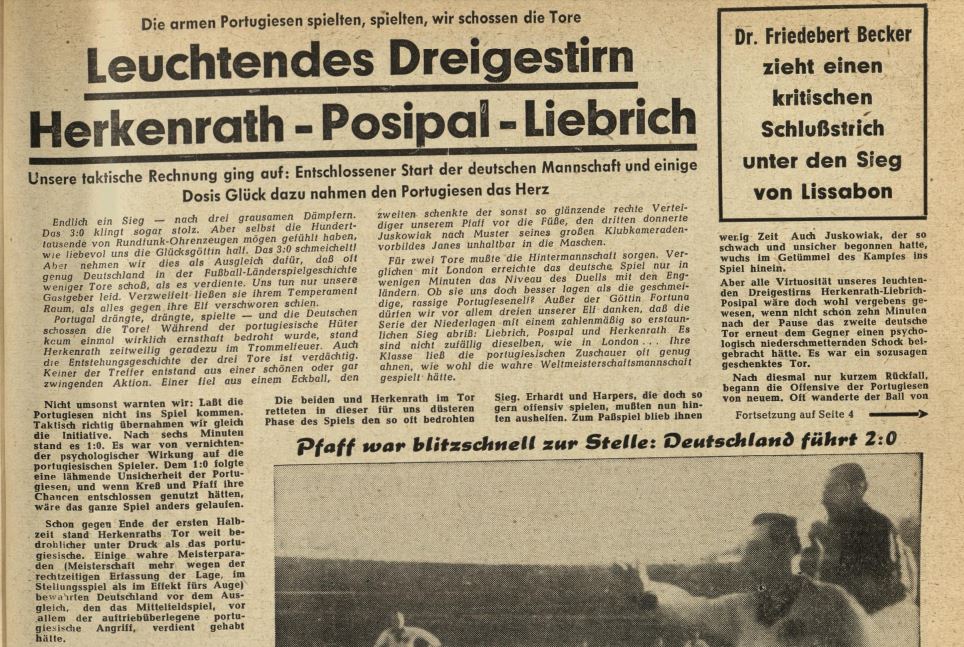 Die armen Portugiesen spielten, spielten, wir schossen die Tore
Leuchtendes Dreigestirn
Herkenrath - Posipal - Liebrich
Unsere taktische Rechnung ging auf: Entschlossener Start der deutschen Mannschaft und einige
Dosis Glück dazu nahmen den Portugiesen das Herz
Dr. Friedebert Becker
zieht einen
kritischen
Schlußstrich
unter den Sieg
von Lissabon
Endlich ein Sieg — nach drei grausamen Dämpfern.
Das 3:0 klingt sogar stolz. Aber selbst die Hundert-
tausende von Rundfunk-Ohrenzeugen mögen gefühlt haben,
wie liebevol uns die Glücksgöttin half. Das 3:0 schmeichelt!
Aber nehmen wir dies als Ausgleich dafür, daß oft
genug Deutschland in der Fußball-Länderspielgeschichte
weniger Tore schoß, als es verdiente. Uns tun nur unsere
Gastgeber leid. Verzweifelt ließen sie ihrem Temperament
Raum, als alles gegen ihre Elf verschworen schien.
Portugal drängte, drängte, spielte — und die Deutschen
schossen die Tore! Während der portugiesische Hüter
kaum einmal wirklich ernsthaft bedroht wurde, stand
Herkenrath zeitweilig geradezu im Trommelfeuer. Auch
die Entstehungsgeschichte der drei Tore ist verdächtig.
Keiner der Treffer entstand aus einer schönen oder gar
zwingenden Aktion. Einer fiel aus einem Eckball, den
zweiten schenkte der sonst so glänzende rechte Vertei-
diger unserem Pfaff vor die Füße, den dritten donnerte
Juskowiak nach Muster seines großen Klubkameraden-
vorbildes Janes unhaltbar in die Maschen.
Für zwei Tore mußte die Hintermannschaft sorgen. Ver-
glichen mit London erreichte das deutsche Spiel nur in
wenigen Minuten das Niveau des Duells mit den Eng-
ländern. Ob sie uns doch besser lagen als die geschmei-
dige, rassige Portugiesenelf? Außer der Göttin Fortuna
dürfen wir vor allem dreien unserer Elf danken, daß die
Serie der Niederlagen mit einem zahlenmäßig so erstaun-
lichen Sieg abriß: Liebrich, Posipal und Herkenrath Es
sind nicht zufällig dieselben, wie in London . . . Ihre
Klasse ließ die portugiesischen Zuschauer oft genug
ahnen, wie wohl die wahre Weltmeisterschaftsmannschaft
gespielt hätte.
wenig Zeit Auch Juskowiak, der so
schwach und unsicher begonnen hatte,
wuchs im Getümmel des Kampfes ins
Spiel hinein.
Aber alle Virtuosität unseres leuchten-
den Dreigestirns Herkenrath-Liebrich-
Posipal wäre doch wohl vergebens ge-
wesen, wenn nicht schon zehn Minuten
nach der Pause das zweite deutsche
Tor erneut dem Gegner einen psycho-
logisch niederschmetternden Schock bei-
gebracht hätte. Es war ein sozusagen
geschenktes Tor.
Nach diesmal nur kurzem Rückfall,
begann die Offensive der Portugiesen
von neuem. Oft wanderte der Ball von
Fortsetzung auf Seite 4
Nicht umsonst warnten wir: Laßt die
Portugiesen nicht ins Spiel kommen.
Taktisch richtig übernahmen wir gleich
die Initiative. Nach sechs Minuten
stand es 1:0. Es war von vernichten-
der psychologischer Wirkung auf die
portugiesischen Spieler. Dem 1:0 folgte
eine lähmende Unsicherheit der Portu-
giesen, und wenn Kreß und Pfaff ihre
Chancen entschlossen genutzt hätten,
wäre das ganze Spiel anders gelaufen.
Schon gegen Ende der ersten Halb-
zeit stand Herkenraths Tor weit be-
drohlicher unter Druck als das portu-
giesische. Einige wahre Meisterpara-
den (Meisterschaft mehr wegen der
rechtzeitigen Erfassung der Lage, im
Stellungsspiel als im Effekt fürs Auge)
bewahrten Deutschland vor dem Aus-
gleich, den das Mittelfeldspiel, vor
allem der auftriebüberlegene portu-
giesische Angriff, verdient gehabt
hätte.
Die beiden und Herkenrath im Tor
retteten in dieser für uns düsteren
Phase des Spiels den so oft bedrohten
Sieg. Erhardt und Harpers, die doch so
gern offensiv spielen, mußten nun hin-
ten aushelfen. Zum Paßspiel blieb ihnen
Pfaff war blitzschnell zur Stelle: Deutschland führt 2:0